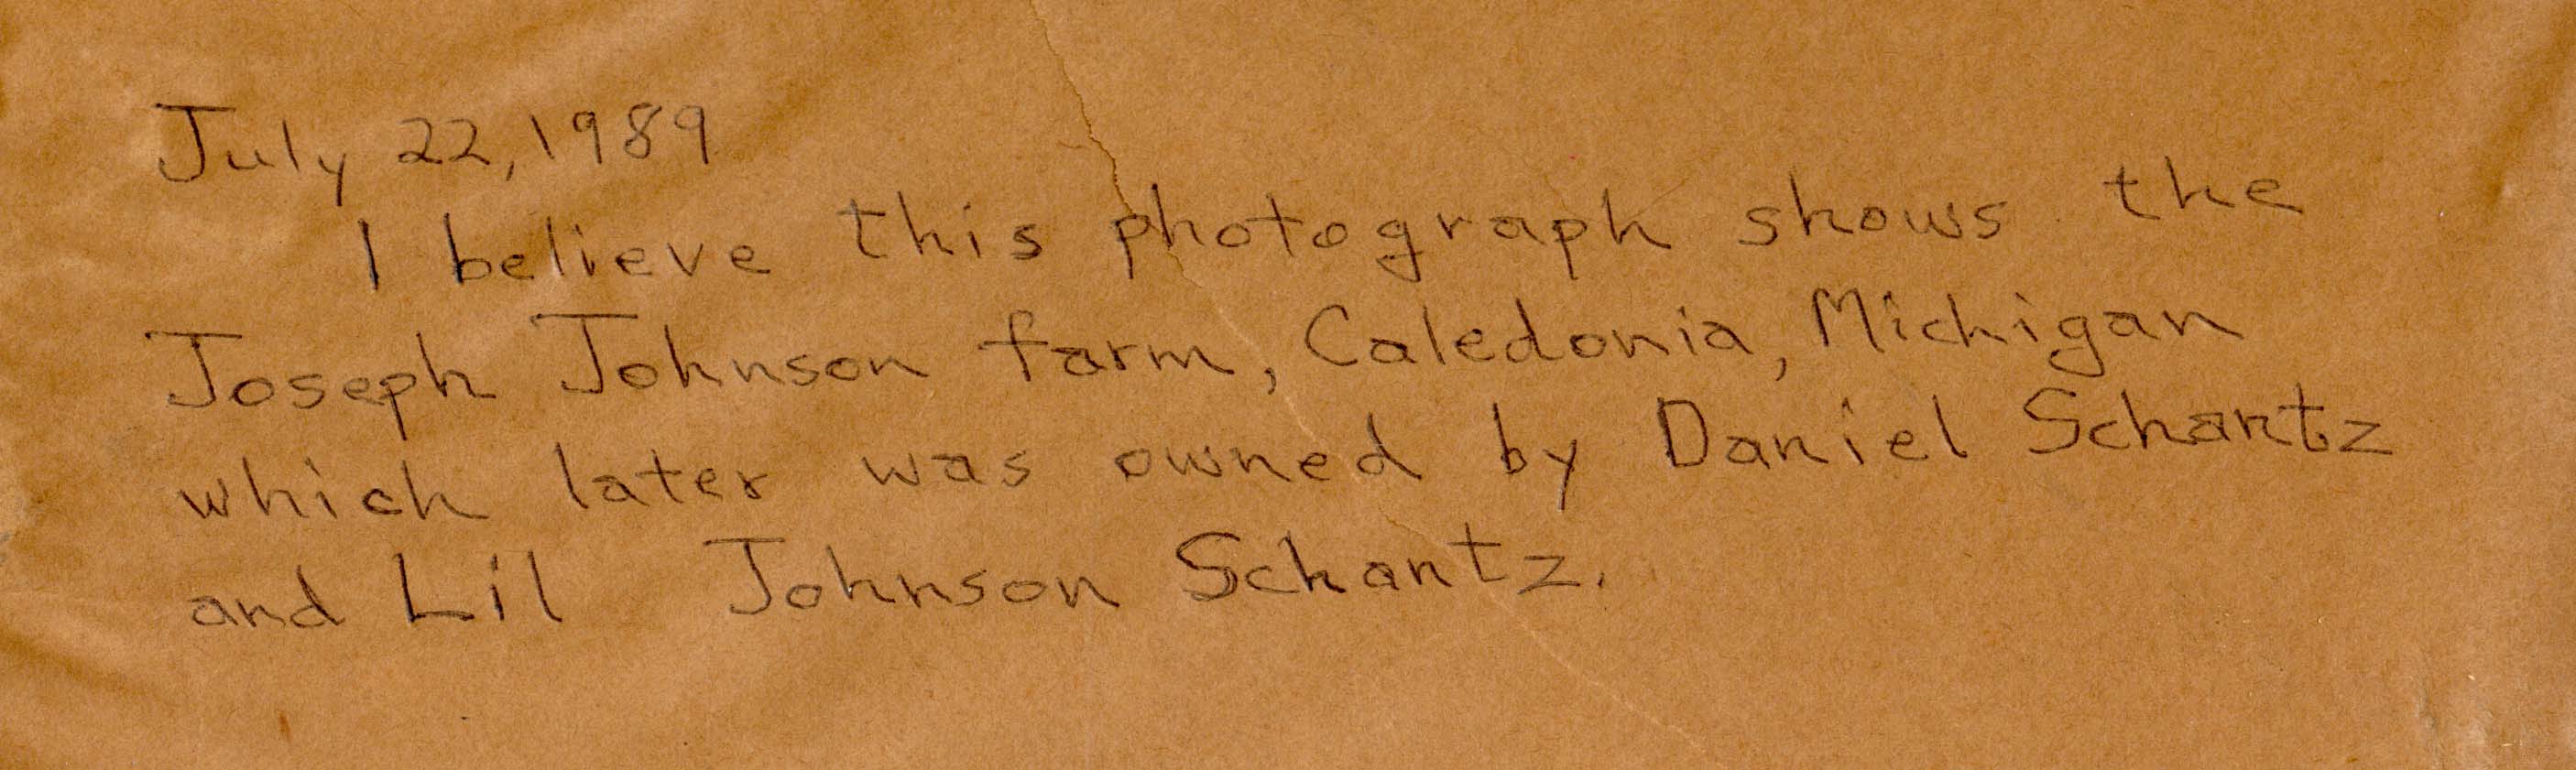 July 22, 1989
I believe this photograph shows the
Joseph Johnson farm, Caledonia, Michigan
which later was owned by Daniel Schantz
and Lil Johnson Schantz.